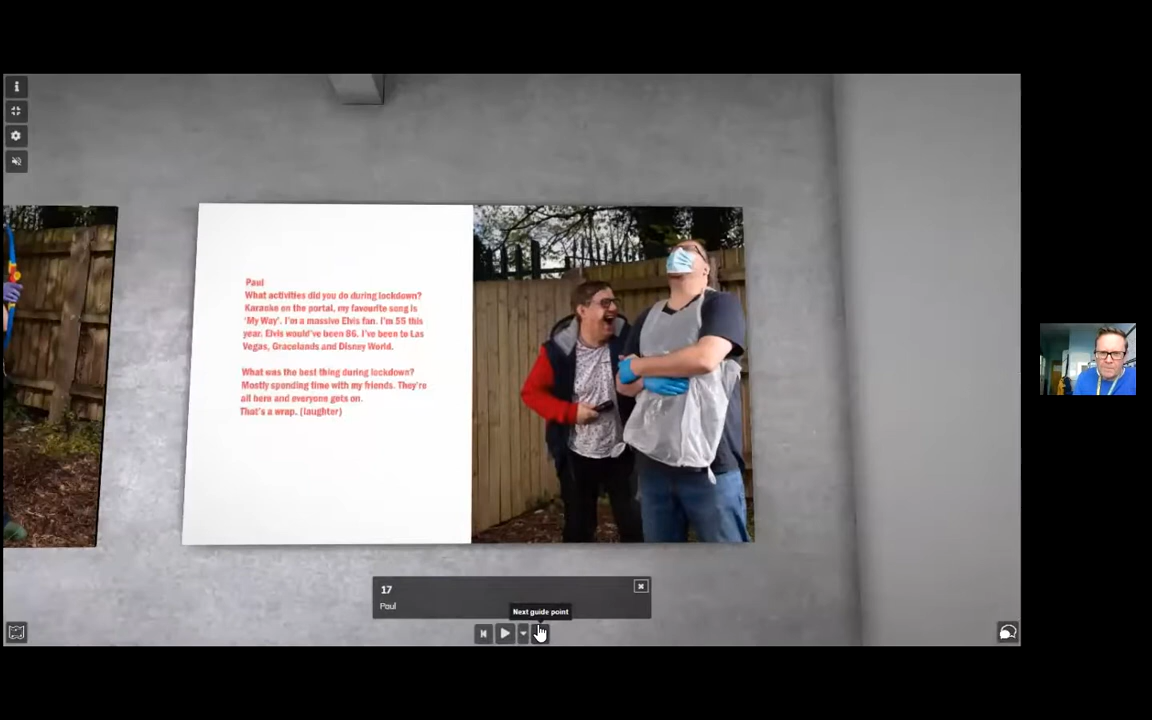 Paul
What activities did you do during lockdown?
Karaoke on the portal, my favourite song is
'My Way'. I'm a massive Elvis fan. I'm 55 this
year. Elvis would've been 86. I've been to Las
Vegas, Gracelands and Disney World.
What was the best thing during lockdown?
Mostly spending time with my friends. They're
all here and everyone gets on.
That's a wrap. (laughter)
17
Paul
Next guide point